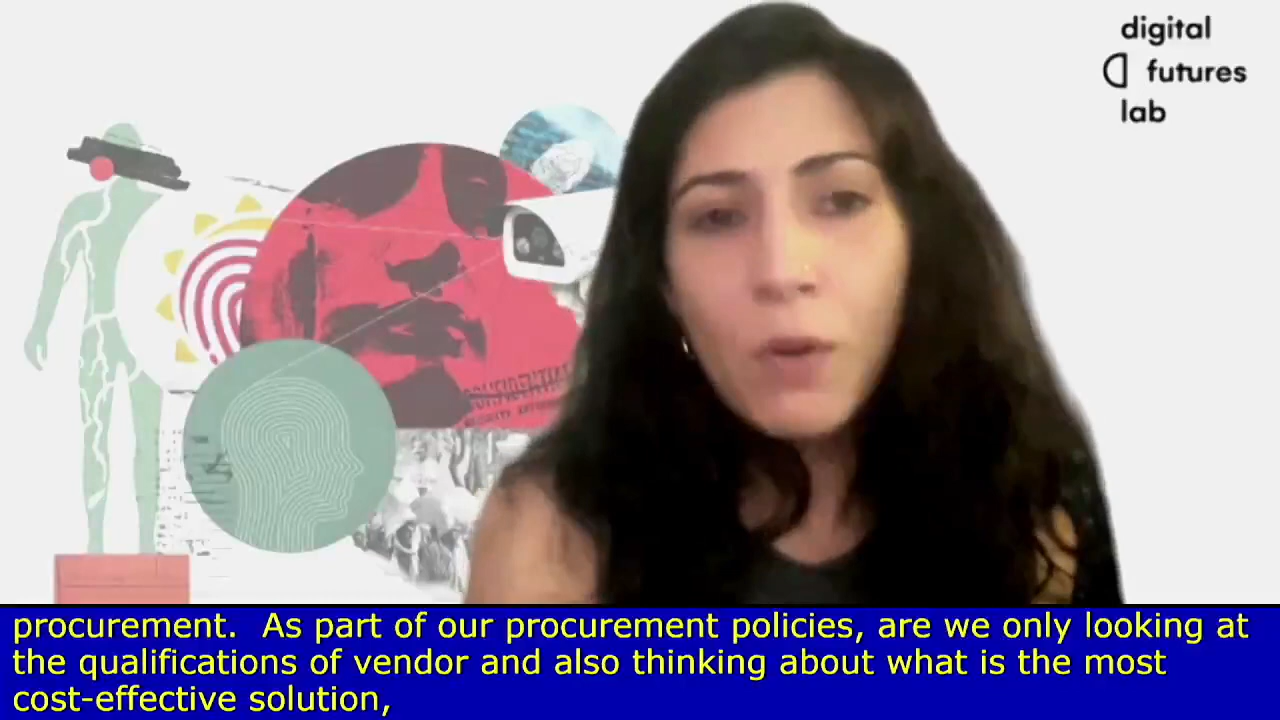 digital
futures
lab
procurement.  As part of our procurement policies, are we only looking at
the qualifications of vendor and also thinking about what is the most
cost-effective solution,